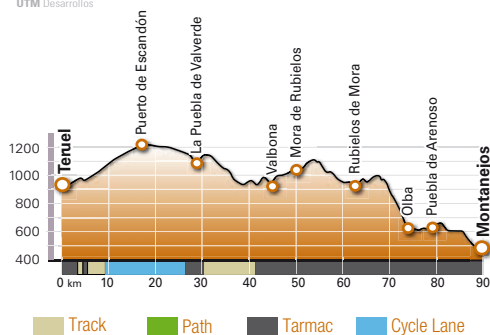 UTM Desarrollos
Teruel
Puerto de Escandón
La Puebla de Valverde
Valbona
Mora de Rubielos
Rubielos de Mora
Olba
Puebla de Arenoso
Montanejos
1200
1000
800
600
400
0 km 10 20 30 40 50 60 70 80 90
Track Path Tarmac Cycle Lane